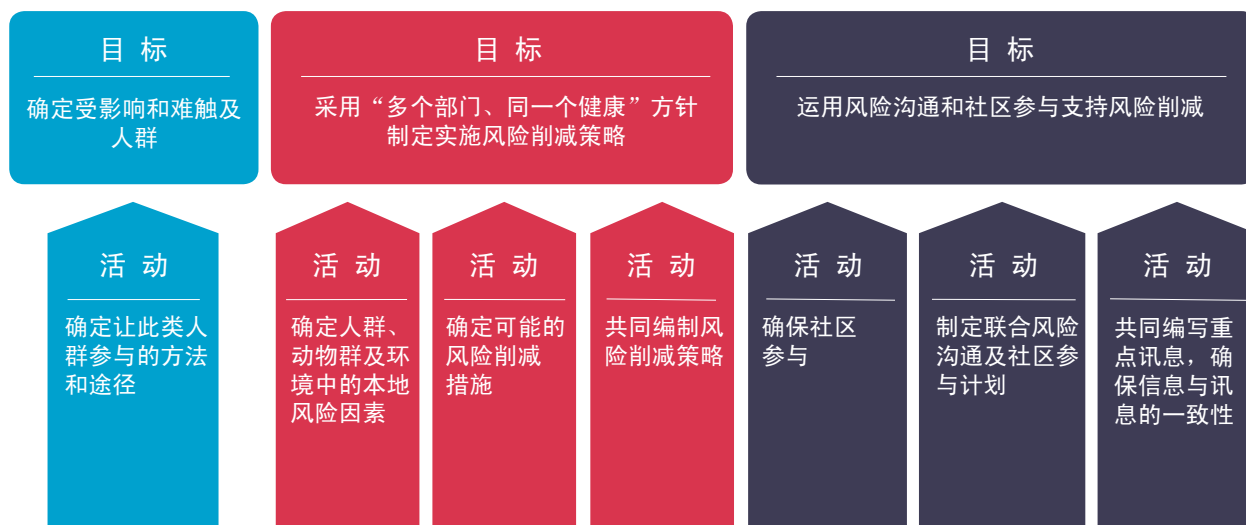 目 标
确定受影响和难触及
人群
目 标
采用“多个部门、同一个健康”方针
制定实施风险削减策略
目 标
运用风险沟通和社区参与支持风险削减
活 动
确定让此类人
群参与的方法
和途径
活 动
确定人群、
动物群及环
境中的本地
风险因素
活 动
确定可能的
风险削减
措施
活 动
共同编制风
险削减策略
活 动
确保社区
参与
活 动
制定联合风险
沟通及社区参
与计划
活 动
共同编写重
点讯息，确
保信息与讯
息的一致性